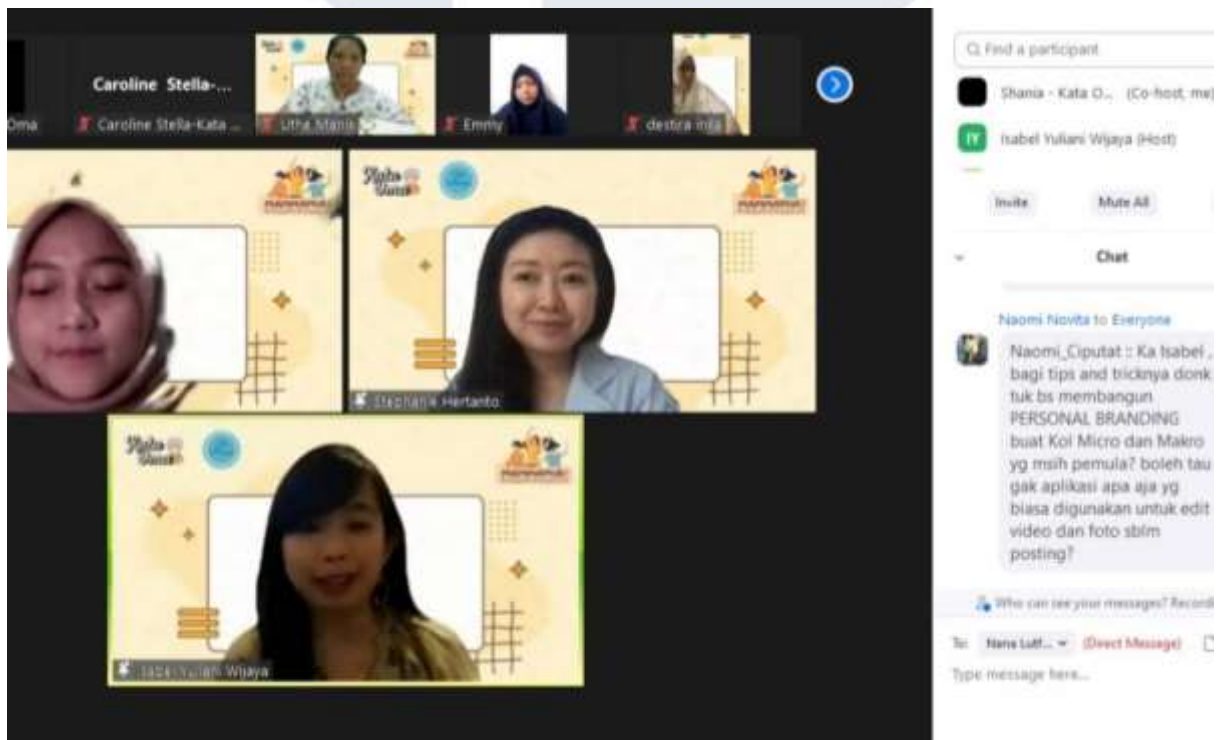 Caroline Stella-...
Oma
Caroline Stella-Kata ...
Utha Manis
Emmy
destira
Stephanie Hertanto
Isabel Yuliani Wijaya
Find a participant
Shania - Kata O... (Co-host, me)
IY
Isabel Yuliani Wijaya (Host)
Invite
Mute All
Chat
Naomi Novita to Everyone
Naomi_Ciputat :: Ka Isabel ,
bagi tips and tricknya donk
tuk bs membangun
PERSONAL BRANDING
buat Kol Micro dan Makro
yg msih pemula? boleh tau
gak aplikasi apa aja yg
biasa digunakan untuk edit
video dan foto sblm
posting?
Who can see your messages?
To: Nana Lutf... (Direct Message)
Type message here...